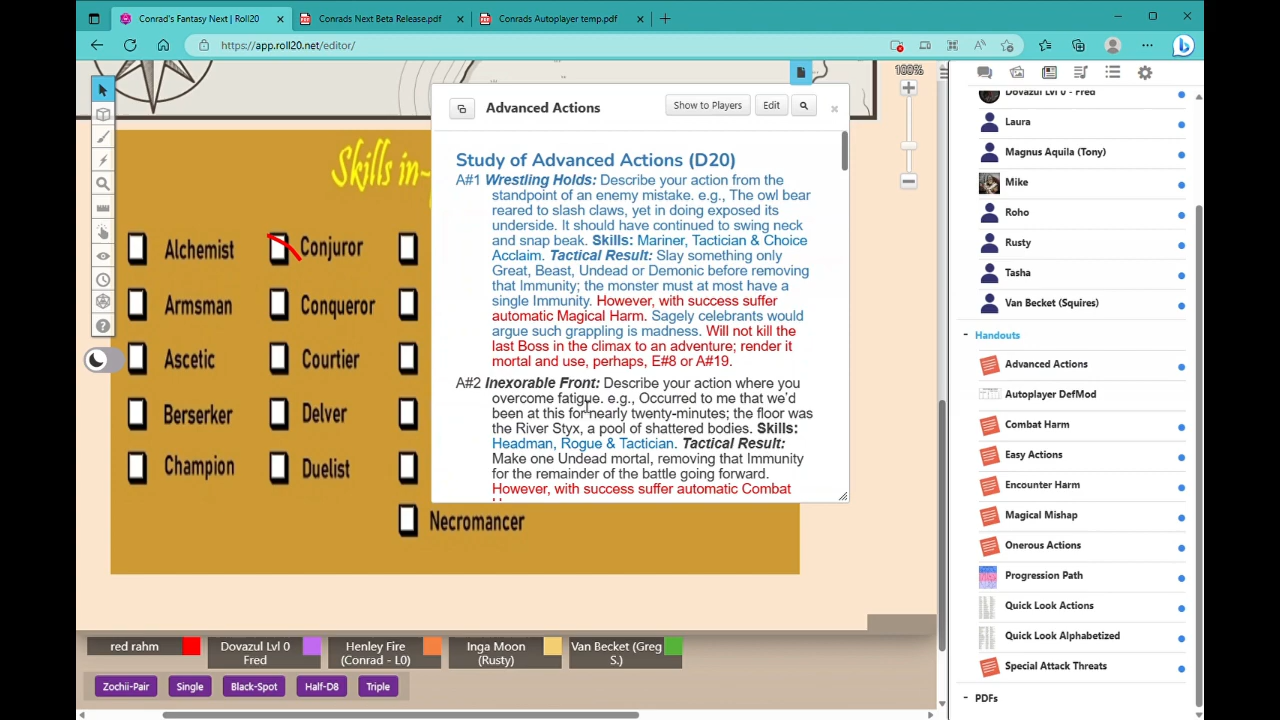 Conrad's Fantasy Next | Roll20
Conrads Next Beta Release.pdf
Conrads Autoplayer temp.pdf
https://app.roll20.net/editor/
100%
Advanced Actions
Show to Players
Edit
Study of Advanced Actions (D20)
A#1 Wrestling Holds: Describe your action from the
standpoint of an enemy mistake. e.g., The owl bear
reared to slash claws, yet in doing exposed its
underside. It should have continued to swing neck
and snap beak. Skills: Mariner, Tactician & Choice
Acclaim. Tactical Result: Slay something only
Great, Beast, Undead or Demonic before removing
that Immunity; the monster must at most have a
single Immunity. However, with success suffer
automatic Magical Harm. Sagely celebrants would
argue such grappling is madness. Will not kill the
last Boss in the climax to an adventure; render it
mortal and use, perhaps, E#8 or A#19.
A#2 Inexorable Front: Describe your action where you
overcome fatigue. e.g., Occurred to me that we'd
been at this for nearly twenty-minutes; the floor was
the River Styx, a pool of shattered bodies. Skills:
Headman, Rogue & Tactician. Tactical Result:
Make one Undead mortal, removing that Immunity
for the remainder of the battle going forward.
However, with success suffer automatic Combat
Skills in-
Alchemist
Conjuror
Armsman
Conqueror
Ascetic
Courtier
Berserker
Delver
Champion
Duelist
Necromancer
red rahm
Dovazul Lvl 0
Fred
Henley Fire
(Conrad - L0)
Inga Moon
(Rusty)
Van Becket (Greg
S.)
Zochii-Pair
Single
Black-Spot
Half-D8
Triple
Dovazul Lvl 0 - Fred
Laura
Magnus Aquila (Tony)
Mike
Roho
Rusty
Tasha
Van Becket (Squires)
Handouts
Advanced Actions
Autoplayer DefMod
Combat Harm
Easy Actions
Encounter Harm
Magical Mishap
Onerous Actions
Progression Path
Quick Look Actions
Quick Look Alphabetized
Special Attack Threats
PDFs